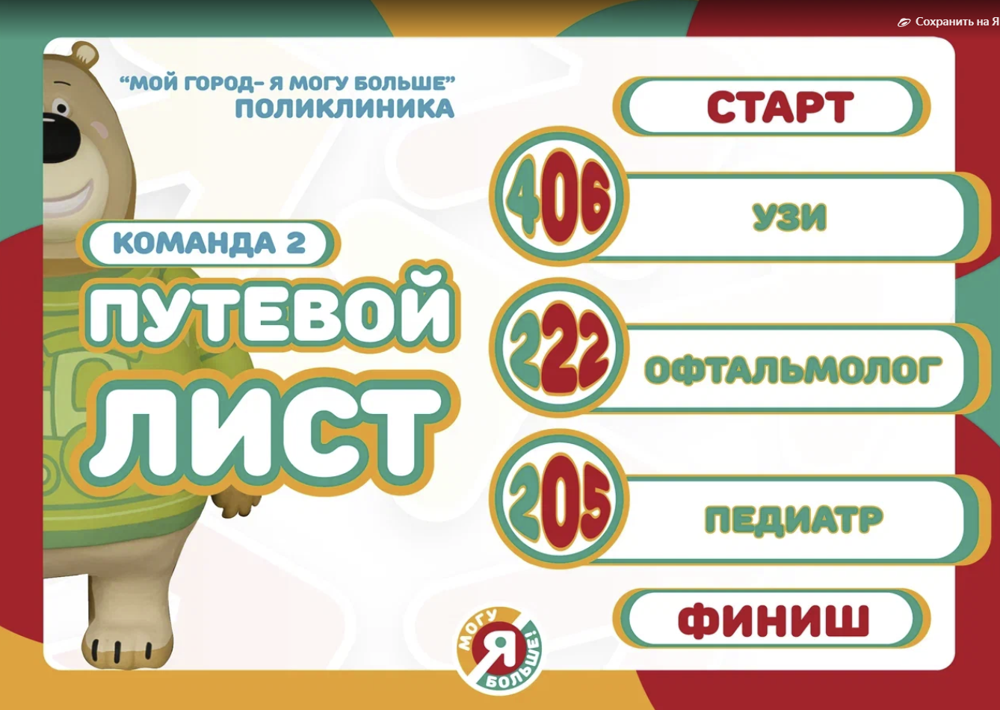 Сохранить на Я
“МОЙ ГОРОД- Я МОГУ БОЛЬШЕ”
ПОЛИКЛИНИКА
КОМАНДА 2
ПУТЕВОЙ
ЛИСТ
СТАРТ
406
УЗИ
222
ОФТАЛЬМОЛОГ
205
ПЕДИАТР
ФИНИШ
МОГУ
Я
БОЛЬШЕ!